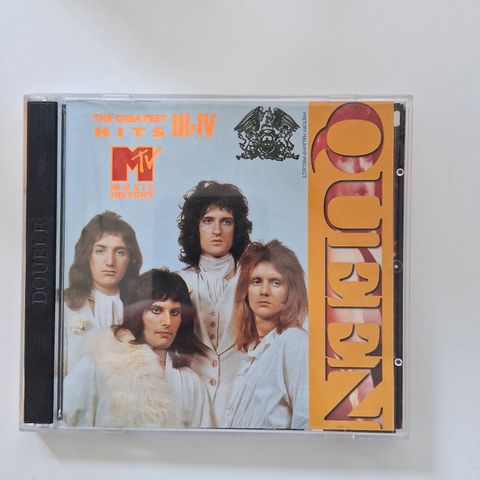 THE GREATEST
HITS III-IV
MTV
MUSIC
HISTORY
QUEEN
DOUBLE